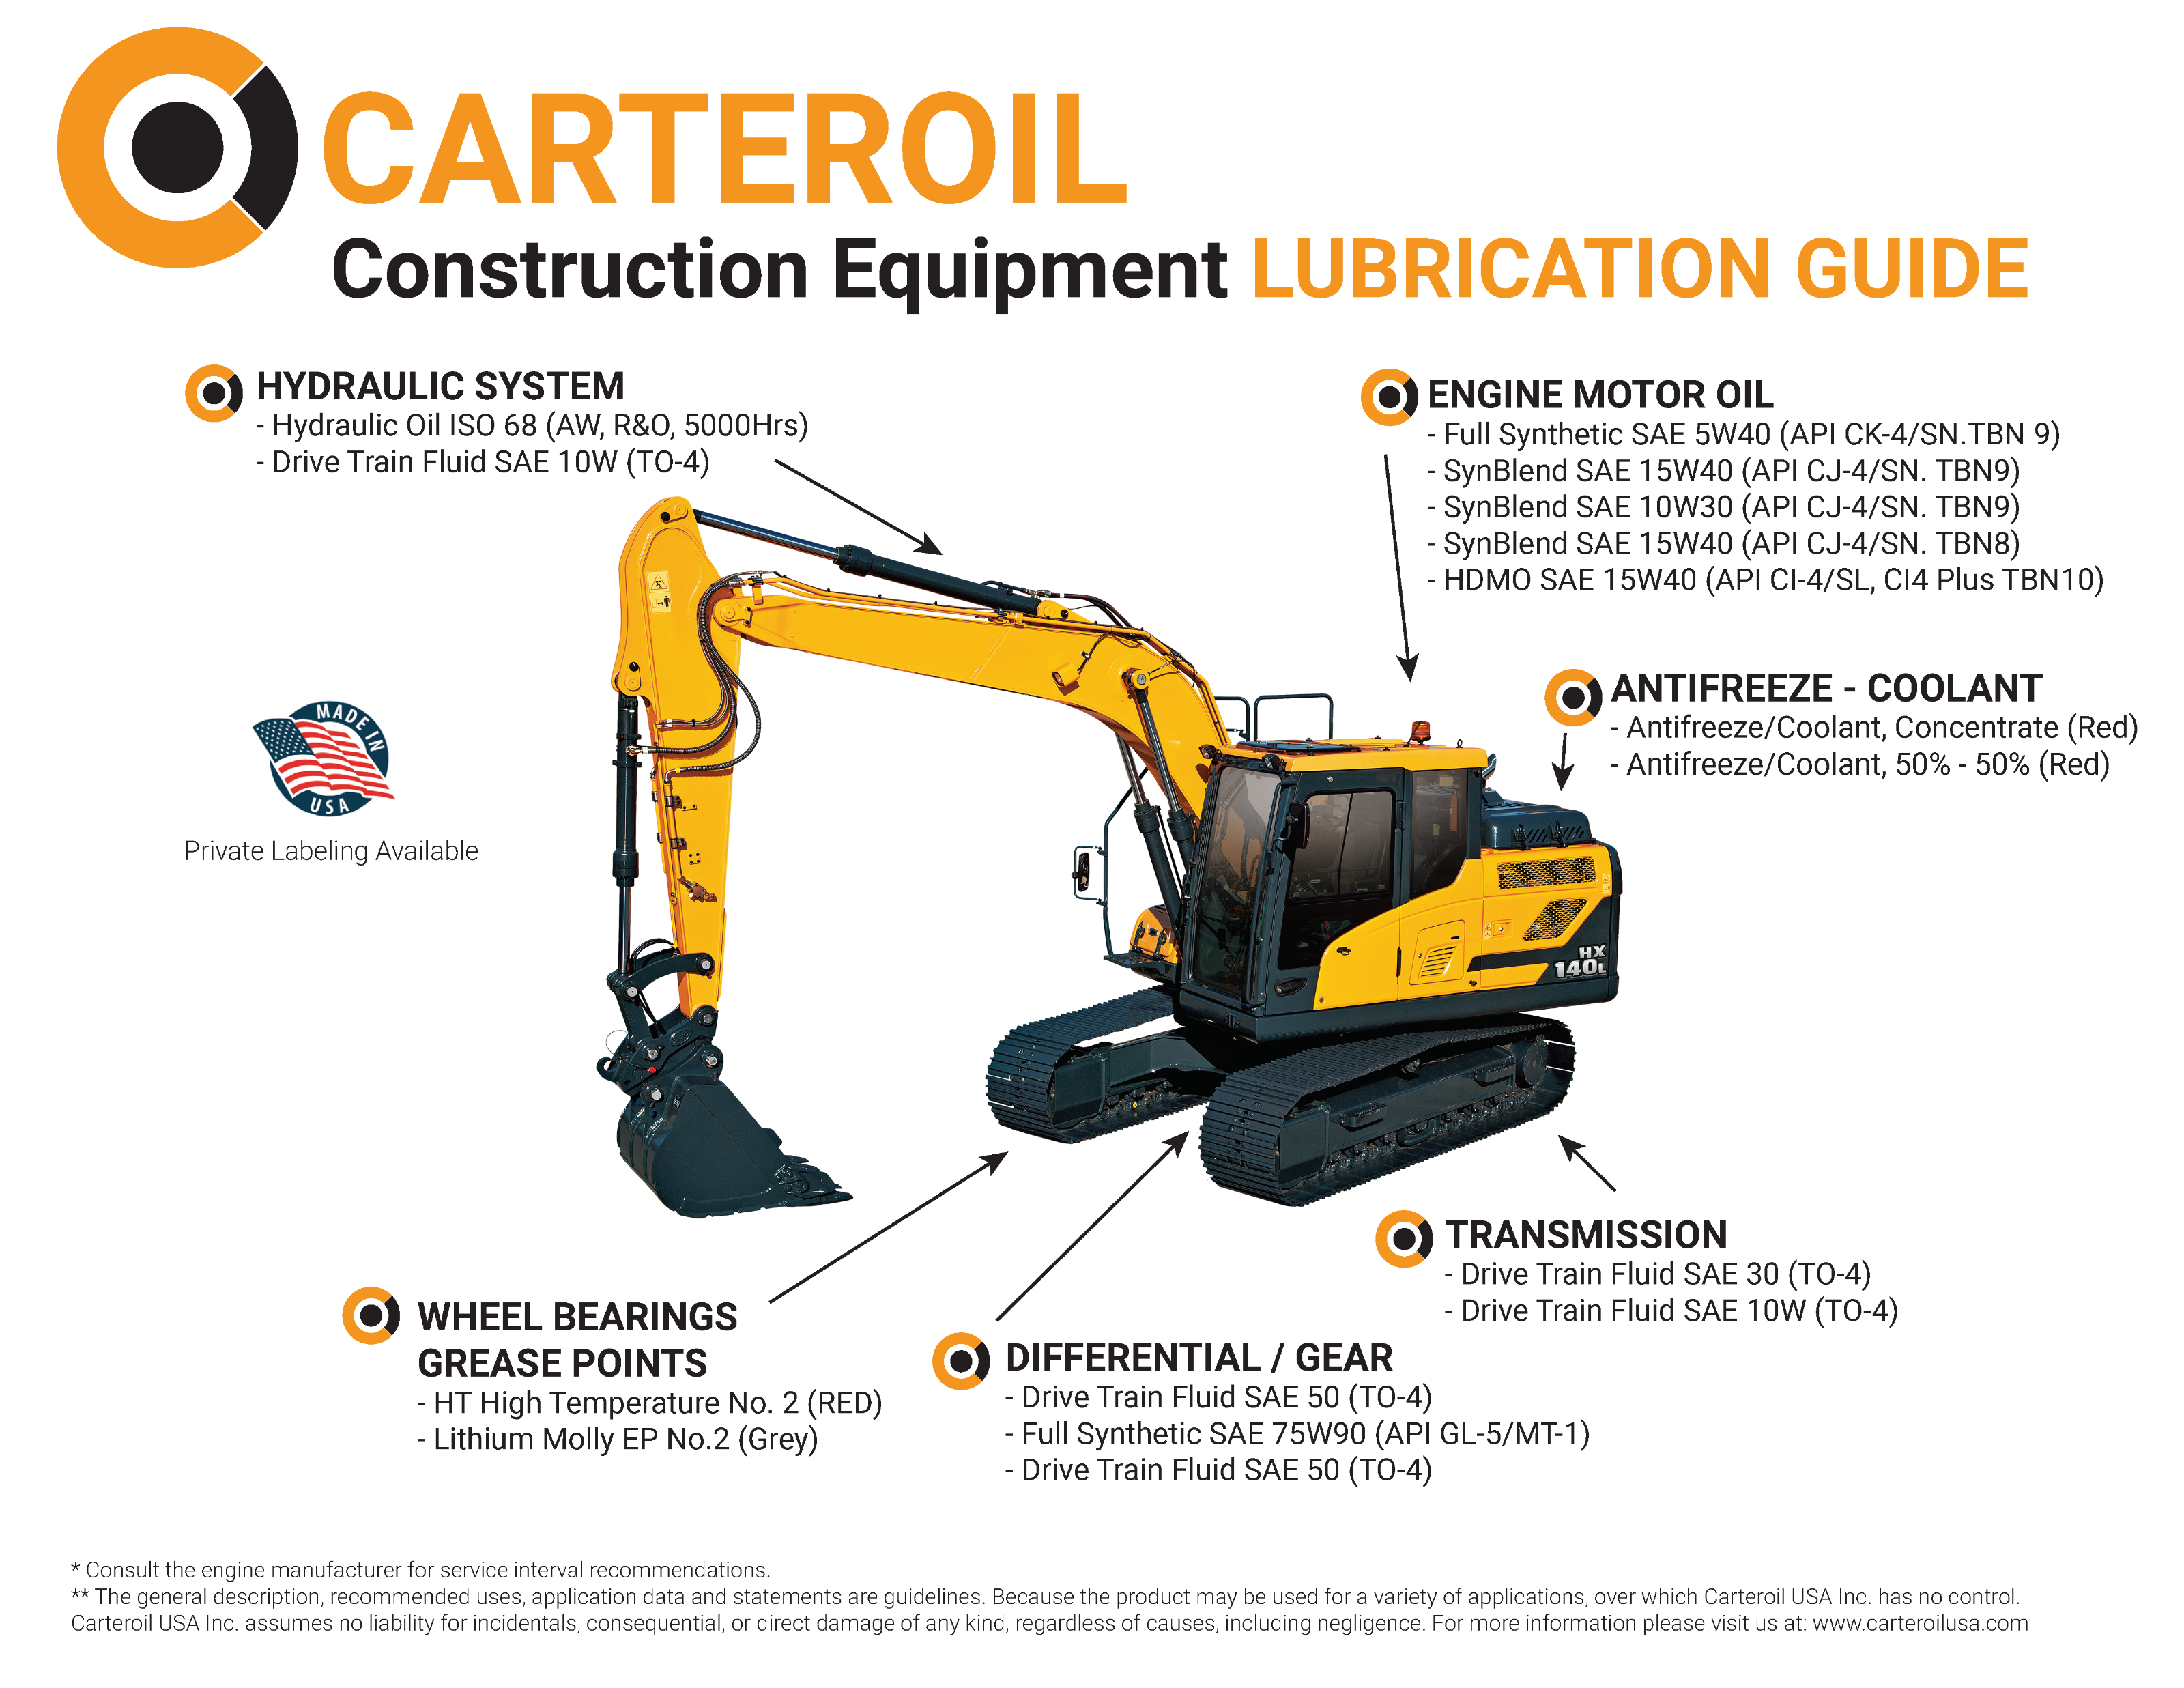 CARTEROIL
Construction Equipment LUBRICATION GUIDE
HYDRAULIC SYSTEM
- Hydraulic Oil ISO 68 (AW, R&O, 5000Hrs)
- Drive Train Fluid SAE 10W (TO-4)
ENGINE MOTOR OIL
- Full Synthetic SAE 5W40 (API CK-4/SN.TBN 9)
- SynBlend SAE 15W40 (API CJ-4/SN. TBN9)
- SynBlend SAE 10W30 (API CJ-4/SN. TBN9)
- SynBlend SAE 15W40 (API CJ-4/SN. TBN8)
- HDMO SAE 15W40 (API CI-4/SL, CI4 Plus TBN10)
ANTIFREEZE - COOLANT
- Antifreeze/Coolant, Concentrate (Red)
- Antifreeze/Coolant, 50% - 50% (Red)
MADE IN
USA
Private Labeling Available
HX
140L
TRANSMISSION
- Drive Train Fluid SAE 30 (TO-4)
- Drive Train Fluid SAE 10W (TO-4)
WHEEL BEARINGS
GREASE POINTS
- HT High Temperature No. 2 (RED)
- Lithium Molly EP No.2 (Grey)
DIFFERENTIAL / GEAR
- Drive Train Fluid SAE 50 (TO-4)
- Full Synthetic SAE 75W90 (API GL-5/MT-1)
- Drive Train Fluid SAE 50 (TO-4)
* Consult the engine manufacturer for service interval recommendations.
** The general description, recommended uses, application data and statements are guidelines. Because the product may be used for a variety of applications, over which Carteroil USA Inc. has no control.
Carteroil USA Inc. assumes no liability for incidentals, consequential, or direct damage of any kind, regardless of causes, including negligence. For more information please visit us at: www.carteroilusa.com